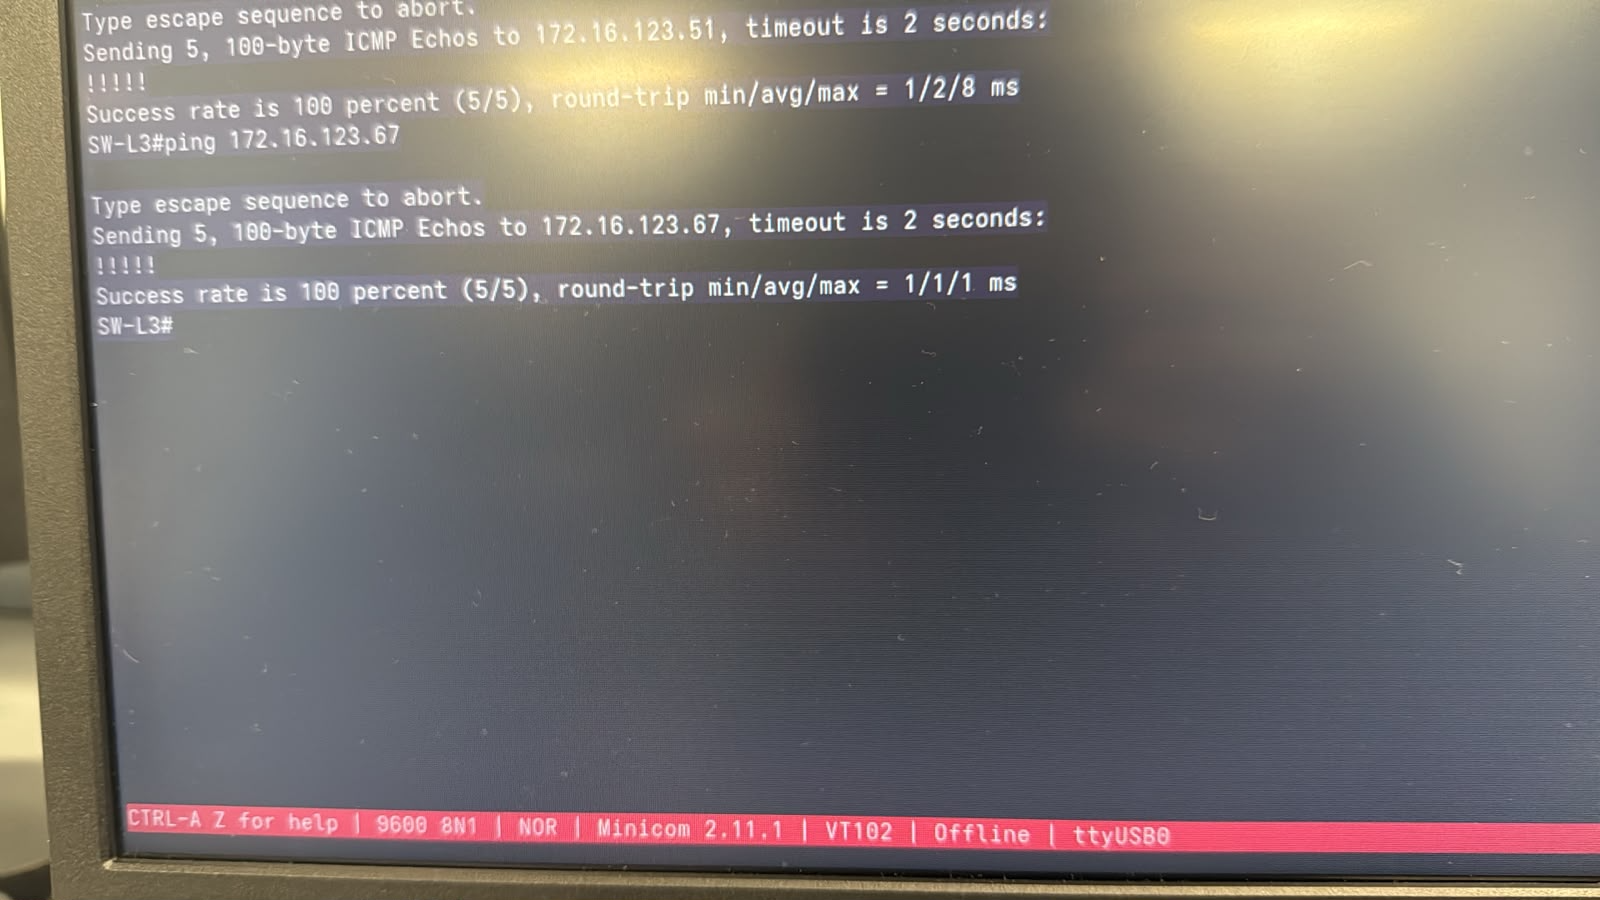 Type escape sequence to abort.
Sending 5, 100-byte ICMP Echos to 172.16.123.51, timeout is 2 seconds:
!!!!!
Success rate is 100 percent (5/5), round-trip min/avg/max = 1/2/8 ms
SW-L3#ping 172.16.123.67
Type escape sequence to abort.
Sending 5, 100-byte ICMP Echos to 172.16.123.67, timeout is 2 seconds:
!!!!!
Success rate is 100 percent (5/5), round-trip min/avg/max = 1/1/1 ms
SW-L3#
CTRL-A Z for help | 9600 8N1 | NOR | Minicom 2.11.1 | VT102 | Offline | ttyUSB0